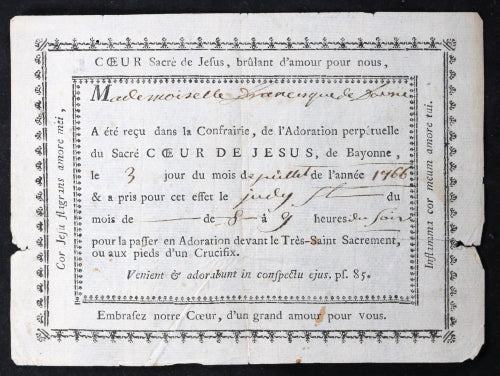 CŒUR Sacré de Jeſus, brûlant d'amour pour nous,
Mademoiselle
A été reçu dans la Confrairie, de l'Adoration perpétuelle
du Sacré CŒUR DE JESUS, de Bayonne,
le 3 jour du mois de juillet de l'année 1766
& a pris pour cet effet le jeudy St du
mois de — de 8 à 9 heures du soir
pour la paſſer en Adoration devant le Très-Saint Sacrement,
ou aux pieds d'un Crucifix.
Venient & adorabunt in conſpectu ejus. pſ. 85.
Embraſez notre Cœur, d'un grand amour pour vous.
Cor Jeſu flagrans amore mêi,
Inflamma cor meum amore tui.